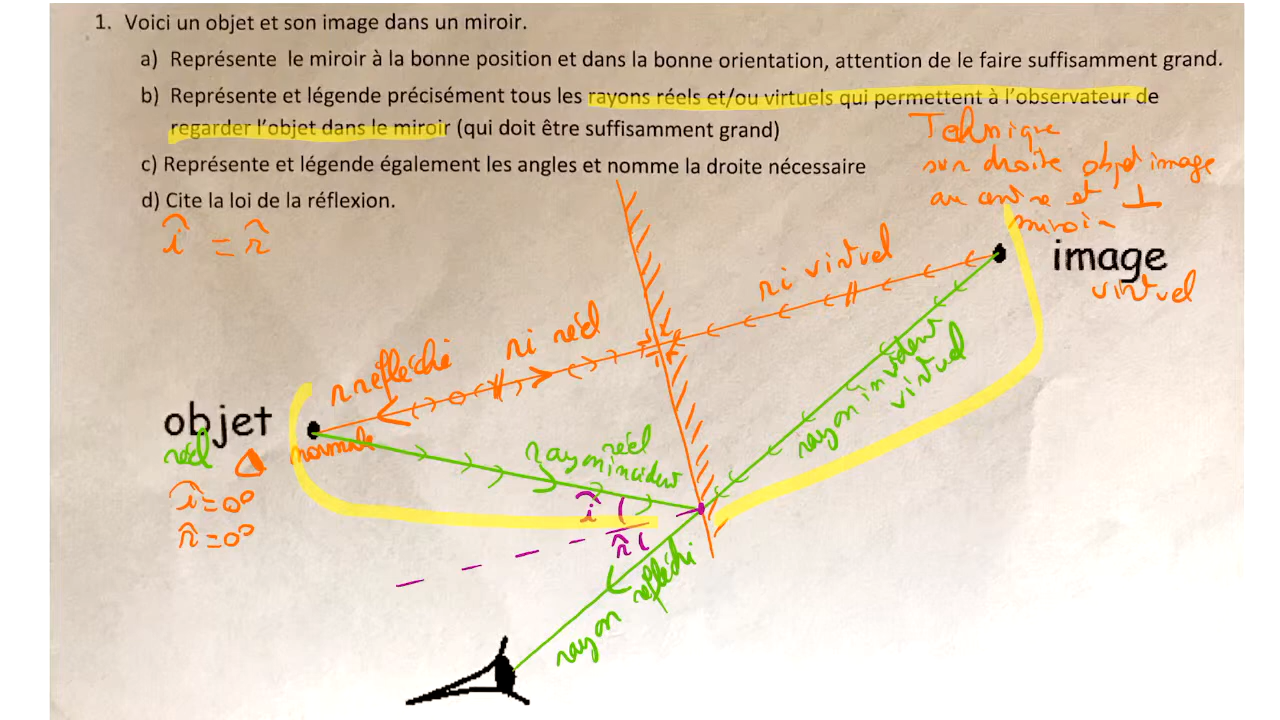 1. Voici un objet et son image dans un miroir.
a) Représente le miroir à la bonne position et dans la bonne orientation, attention de le faire suffisamment grand.
b) Représente et légende précisément tous les rayons réels et/ou virtuels qui permettent à l'observateur de
regarder l'objet dans le miroir (qui doit être suffisamment grand)
c) Représente et légende également les angles et nomme la droite nécessaire
d) Cite la loi de la réflexion.
Technique
sur droite objet image
au centre et ⊥
miroir
î = r̂
image
virtuel
ri virtuel
ri réel
r réfléchi
objet
réel
normale
î = 0°
r̂ = 0°
rayon incident
réel
rayon incident
virtuel
î
r̂
rayon réfléchi